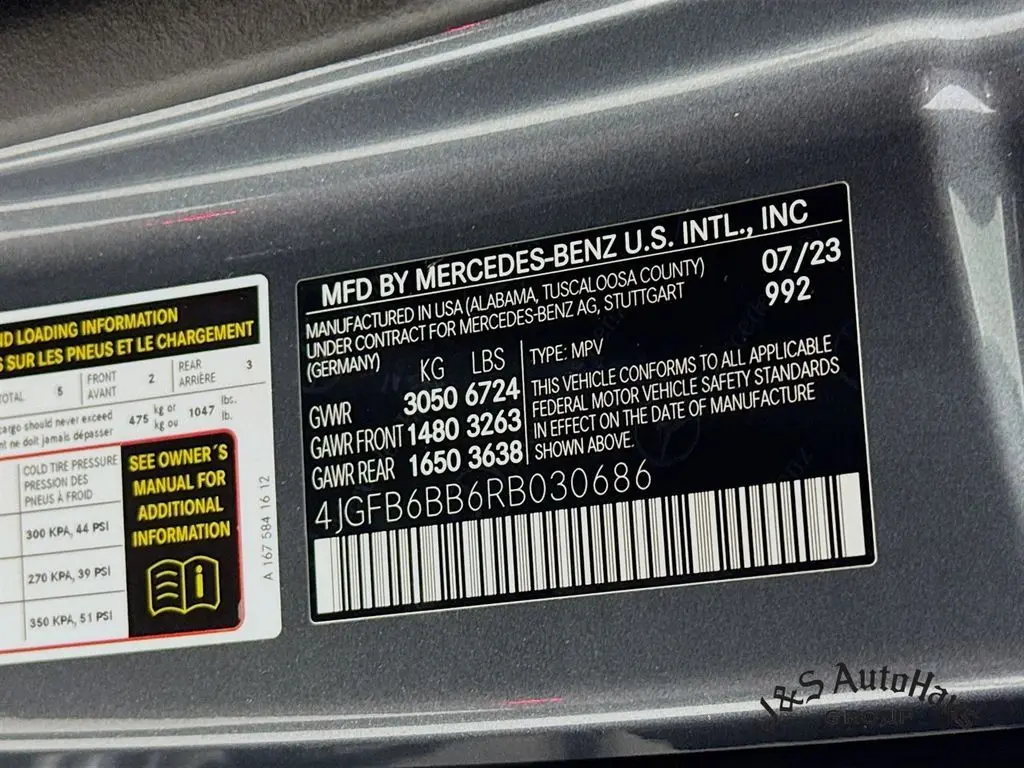 ND LOADING INFORMATION
S SUR LES PNEUS ET LE CHARGEMENT
TOTAL 5 FRONT AVANT 2 REAR ARRIÈRE 3
cargo should never exceed 475 kg or 1047 lbs.
nt ne doit jamais dépasser kg ou lb.
COLD TIRE PRESSURE
PRESSION DES
PNEUS À FROID
300 KPA, 44 PSI
270 KPA, 39 PSI
350 KPA, 51 PSI
SEE OWNER´S
MANUAL FOR
ADDITIONAL
INFORMATION
A 167 584 16 12
MFD BY MERCEDES-BENZ U.S. INTL., INC
MANUFACTURED IN USA (ALABAMA, TUSCALOOSA COUNTY) 07/23
UNDER CONTRACT FOR MERCEDES-BENZ AG, STUTTGART 992
(GERMANY)
KG LBS
GVWR 3050 6724
GAWR FRONT 1480 3263
GAWR REAR 1650 3638
TYPE: MPV
THIS VEHICLE CONFORMS TO ALL APPLICABLE
FEDERAL MOTOR VEHICLE SAFETY STANDARDS
IN EFFECT ON THE DATE OF MANUFACTURE
SHOWN ABOVE.
4JGFB6BB6RB030686
J&S AutoHaus
GROUP